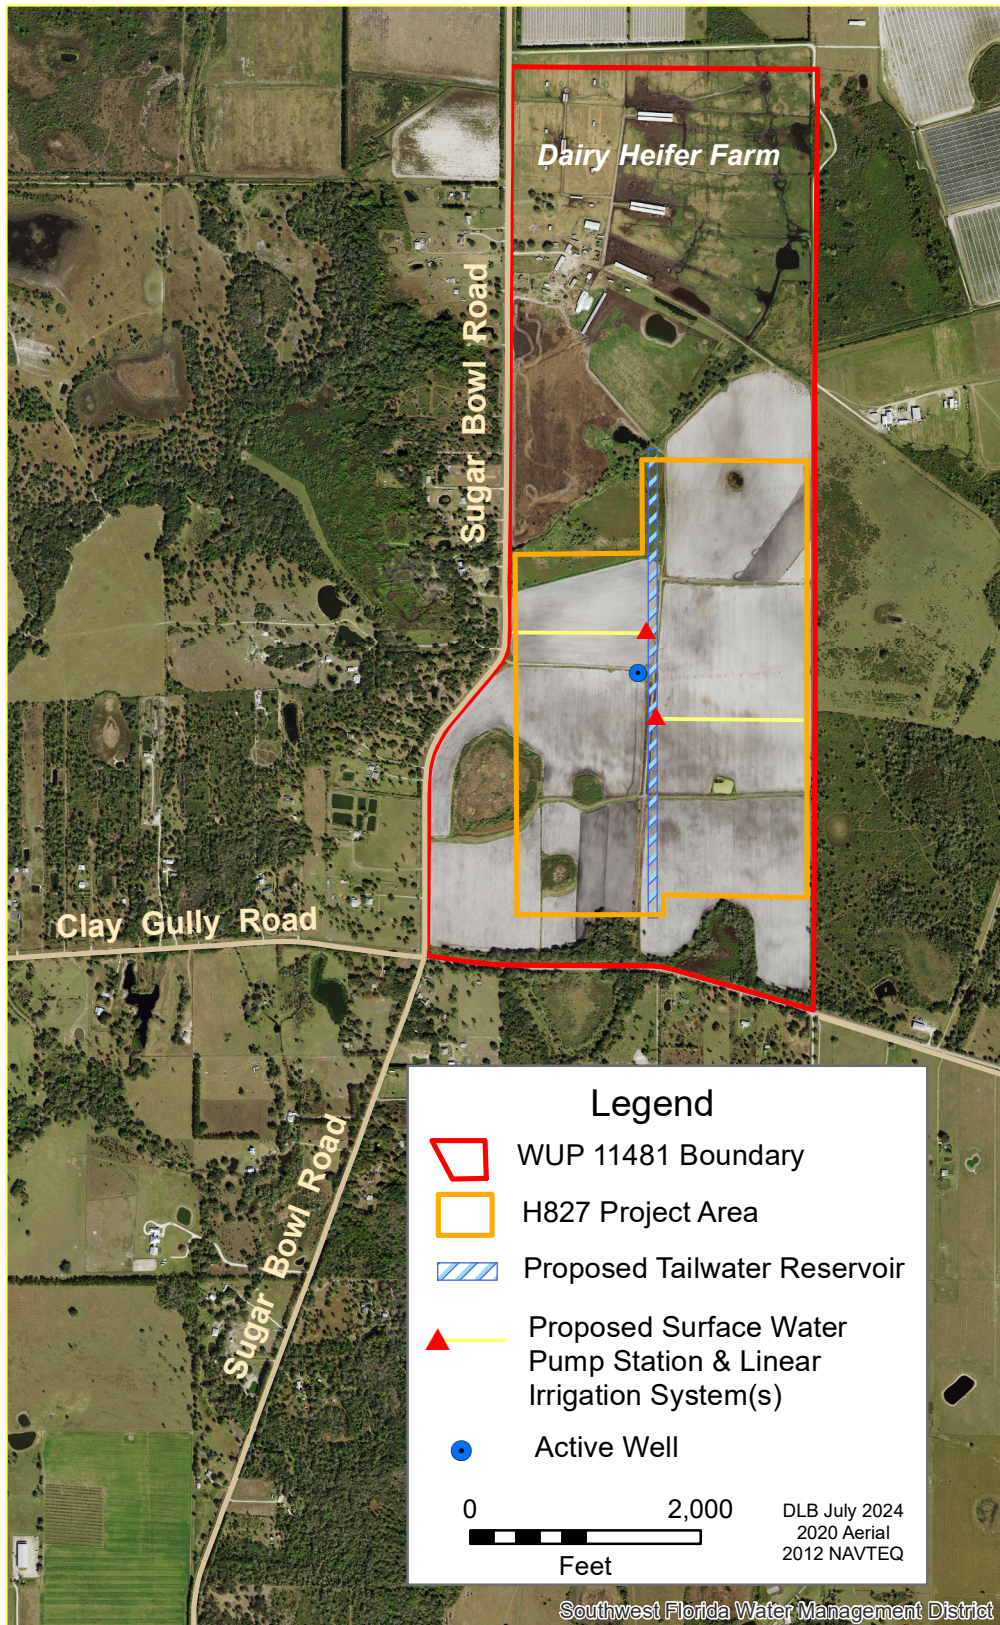 Dairy Heifer Farm
Sugar Bowl Road
Clay Gully Road
Sugar Bowl Road
Legend
WUP 11481 Boundary
H827 Project Area
Proposed Tailwater Reservoir
Proposed Surface Water
Pump Station & Linear
Irrigation System(s)
Active Well
0 2,000
Feet
DLB July 2024
2020 Aerial
2012 NAVTEQ
Southwest Florida Water Management District